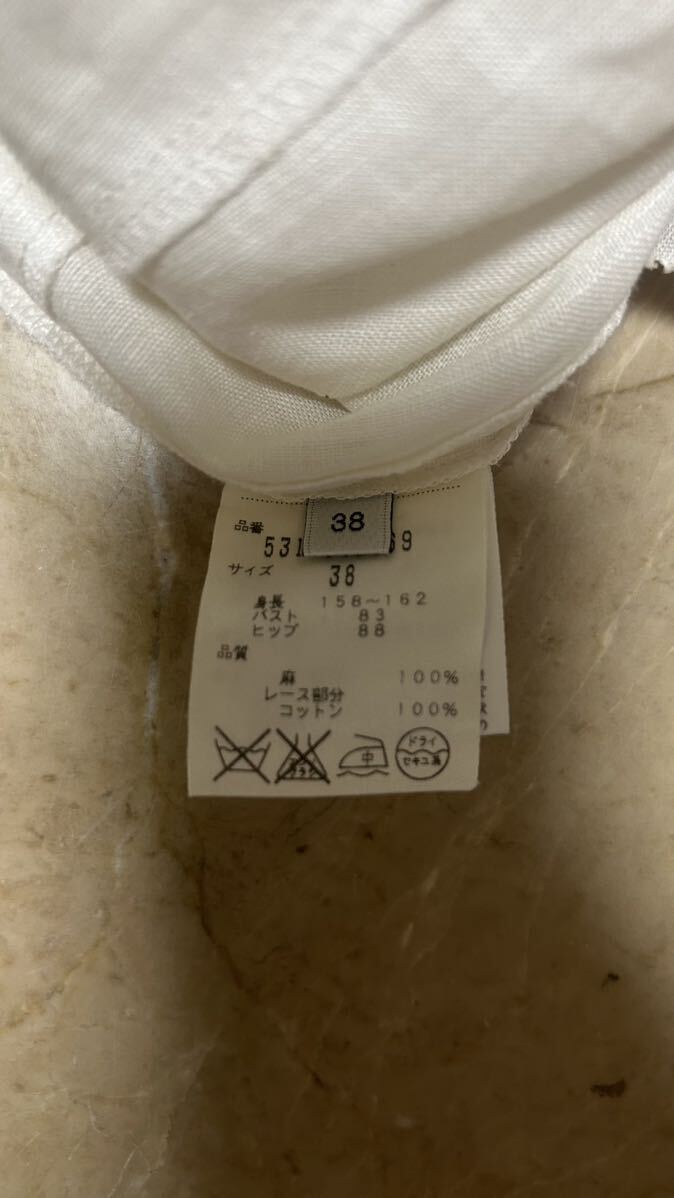 38
品番
531 69
サイズ 38
身長 158～162
バスト 83
ヒップ 88
品質
麻 100%
レース部分
コットン 100%
中
ドライ
セキユ系